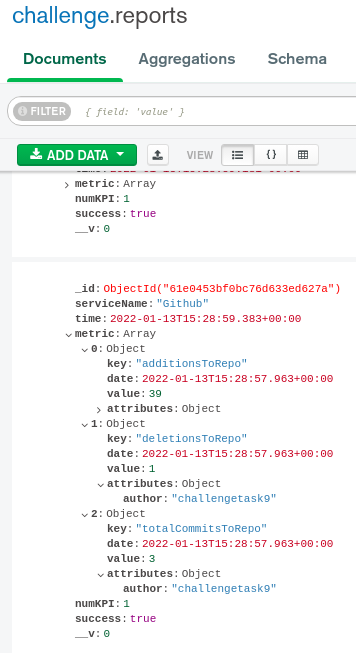 challenge.reports
Documents Aggregations Schema
FILTER { field: 'value' }
ADD DATA VIEW { }
metric: Array
numKPI: 1
success: true
__v: 0
_id: ObjectId("61e0453bf0bc76d633ed627a")
serviceName: "Github"
time: 2022-01-13T15:28:59.383+00:00
metric: Array
0: Object
key: "additionsToRepo"
date: 2022-01-13T15:28:57.963+00:00
value: 39
attributes: Object
1: Object
key: "deletionsToRepo"
date: 2022-01-13T15:28:57.963+00:00
value: 1
attributes: Object
author: "challengetask9"
2: Object
key: "totalCommitsToRepo"
date: 2022-01-13T15:28:57.963+00:00
value: 3
attributes: Object
author: "challengetask9"
numKPI: 1
success: true
__v: 0